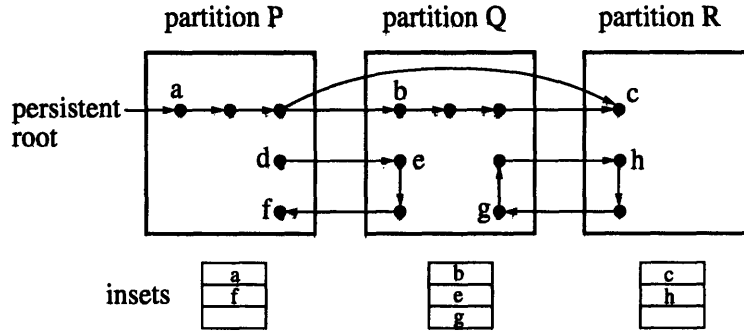 partition P partition Q partition R
a b c
persistent
root
d e h
f g
insets a b c
f e h
g